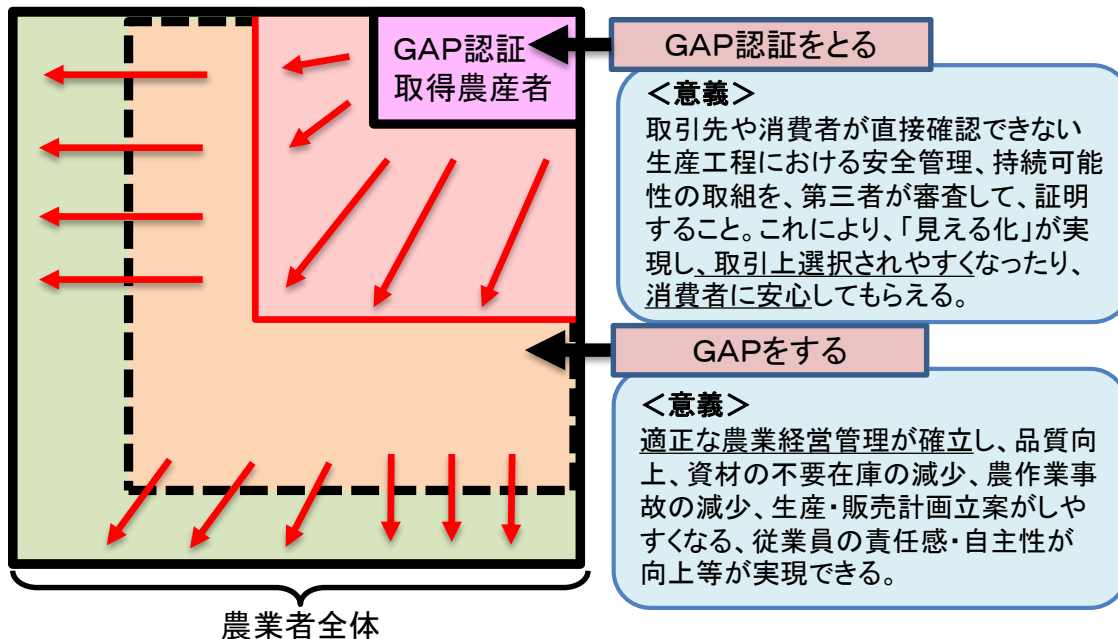 GAP認証
取得農産者
GAP認証をとる
＜意義＞
取引先や消費者が直接確認できない
生産工程における安全管理、持続可能
性の取組を、第三者が審査して、証明
すること。これにより、「見える化」が実
現し、取引上選択されやすくなったり、
消費者に安心してもらえる。
GAPをする
＜意義＞
適正な農業経営管理が確立し、品質向
上、資材の不要在庫の減少、農作業事
故の減少、生産・販売計画立案がしや
すくなる、従業員の責任感・自主性が
向上等が実現できる。
農業者全体